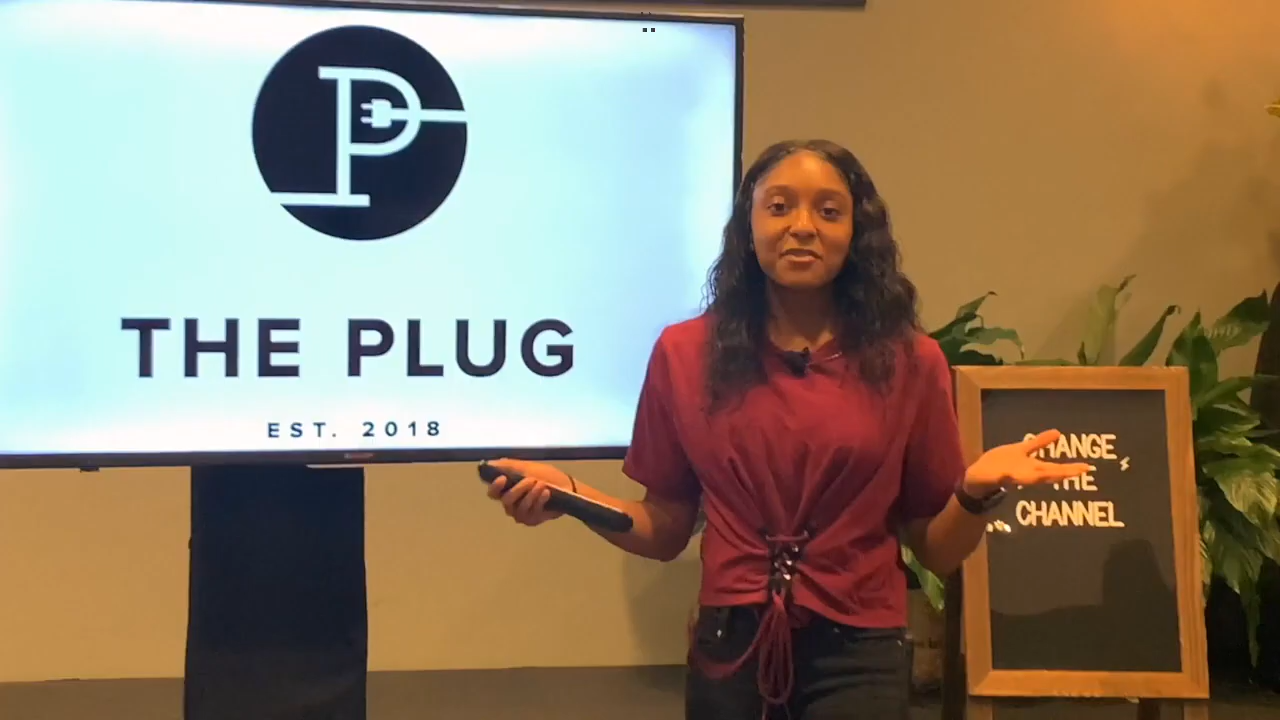 P
THE PLUG
EST. 2018
CHANGE
THE
CHANNEL